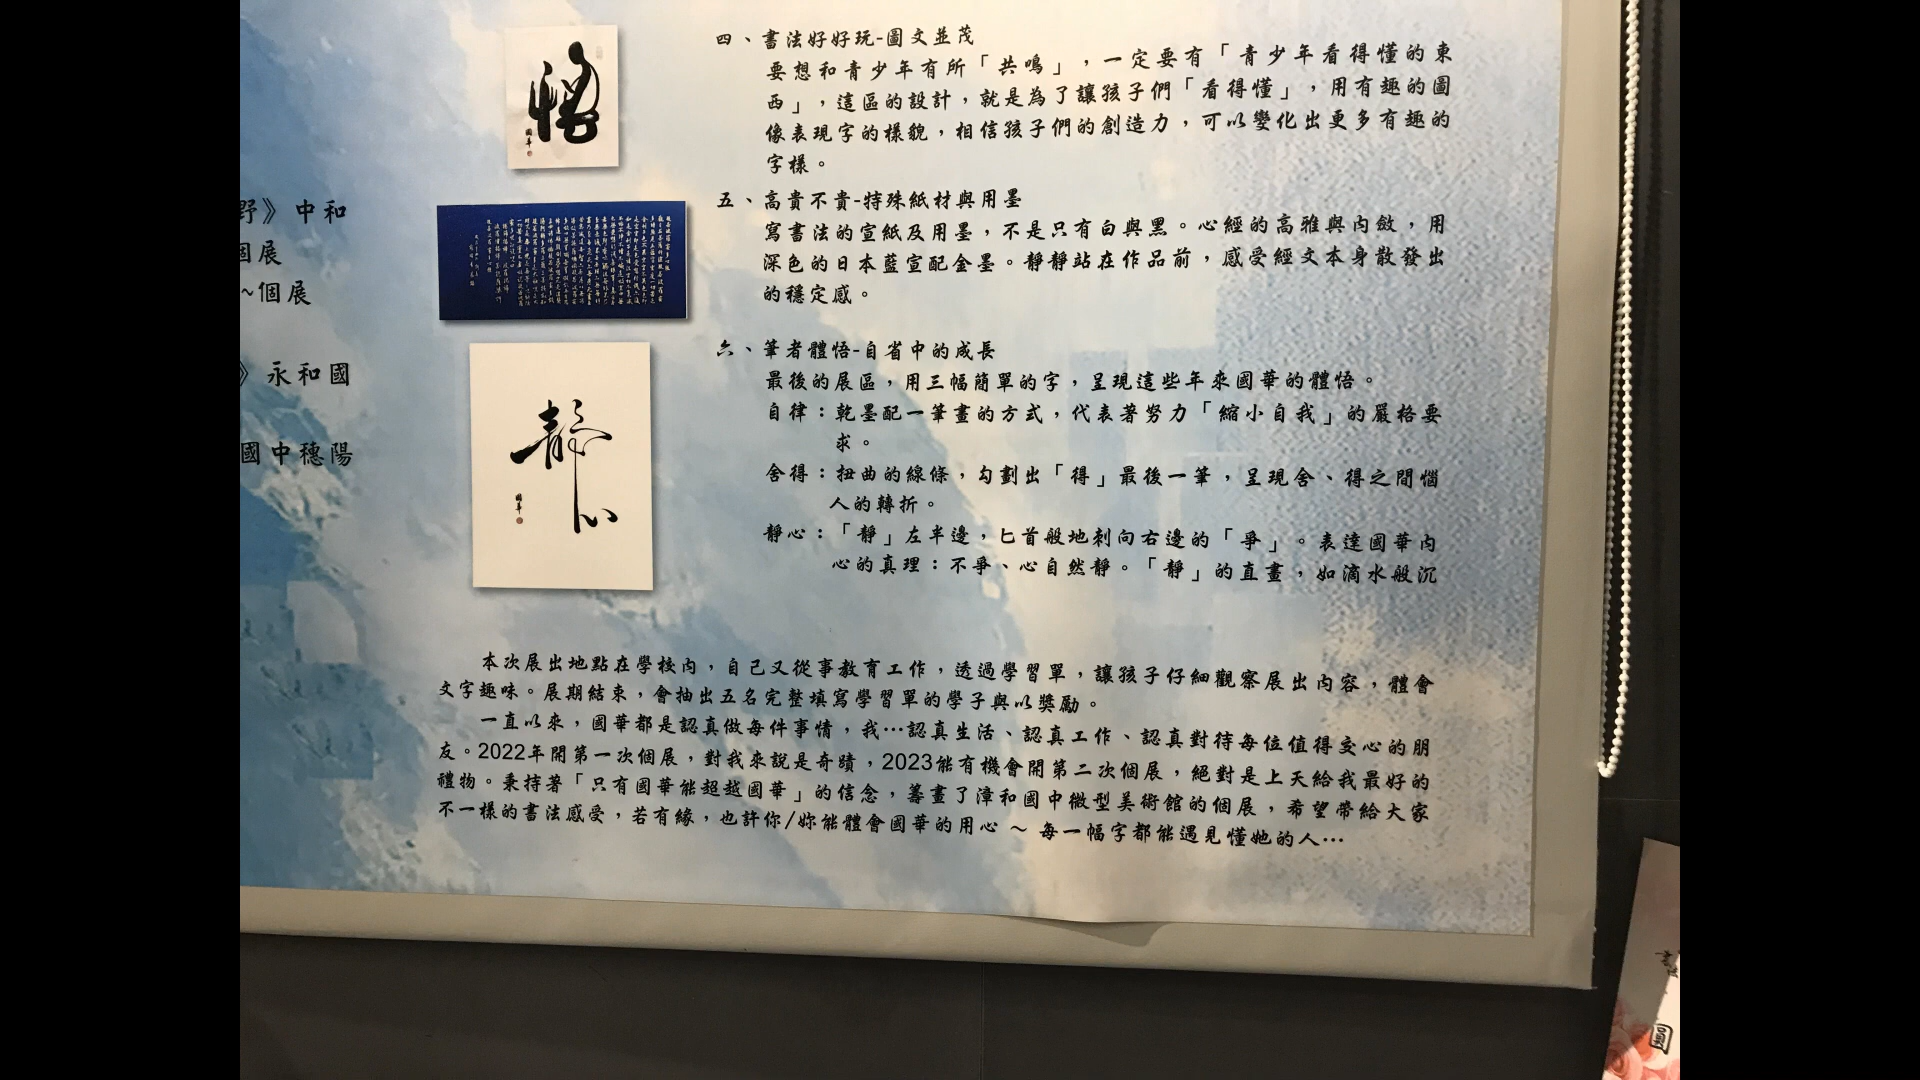 野》中和
個展
~個展
》永和國
國中穗陽
四、書法好好玩-圖文並茂
要想和青少年有所「共鳴」，一定要有「青少年看得懂的東
西」，這區的設計，就是為了讓孩子們「看得懂」，用有趣的圖
像表現字的樣貌，相信孩子們的創造力，可以變化出更多有趣的
字樣。
五、高貴不貴-特殊紙材與用墨
寫書法的宣紙及用墨，不是只有白與黑。心經的高雅與內斂，用
深色的日本藍宣配金墨。靜靜站在作品前，感受經文本身散發出
的穩定感。
六、筆者體悟-自省中的成長
最後的展區，用三幅簡單的字，呈現這些年來國華的體悟。
自律：乾墨配一筆畫的方式，代表著努力「縮小自我」的嚴格要
求。
捨得：扭曲的線條，勾劃出「得」最後一筆，呈現舍、得之間惱
人的轉折。
靜心：「靜」左半邊，匕首般地刺向右邊的「爭」。表達國華內
心的真理：不爭、心自然靜。「靜」的直畫，如滴水般沉
靜心
國華
本次展出地點在學校內，自己又從事教育工作，透過學習單，讓孩子仔細觀察展出內容，體會
文字趣味。展期結束，會抽出五名完整填寫學習單的學子與以獎勵。
一直以來，國華都是認真做每件事情，我…認真生活、認真工作、認真對待每位值得交心的朋
友。2022年開第一次個展，對我來說是奇蹟，2023能有機會開第二次個展，絕對是上天給我最好的
禮物。秉持著「只有國華能超越國華」的信念，籌畫了漳和國中微型美術館的個展，希望帶給大家
不一樣的書法感受，若有緣，也許你/妳能體會國華的用心 ~ 每一幅字都能遇見懂她的人…